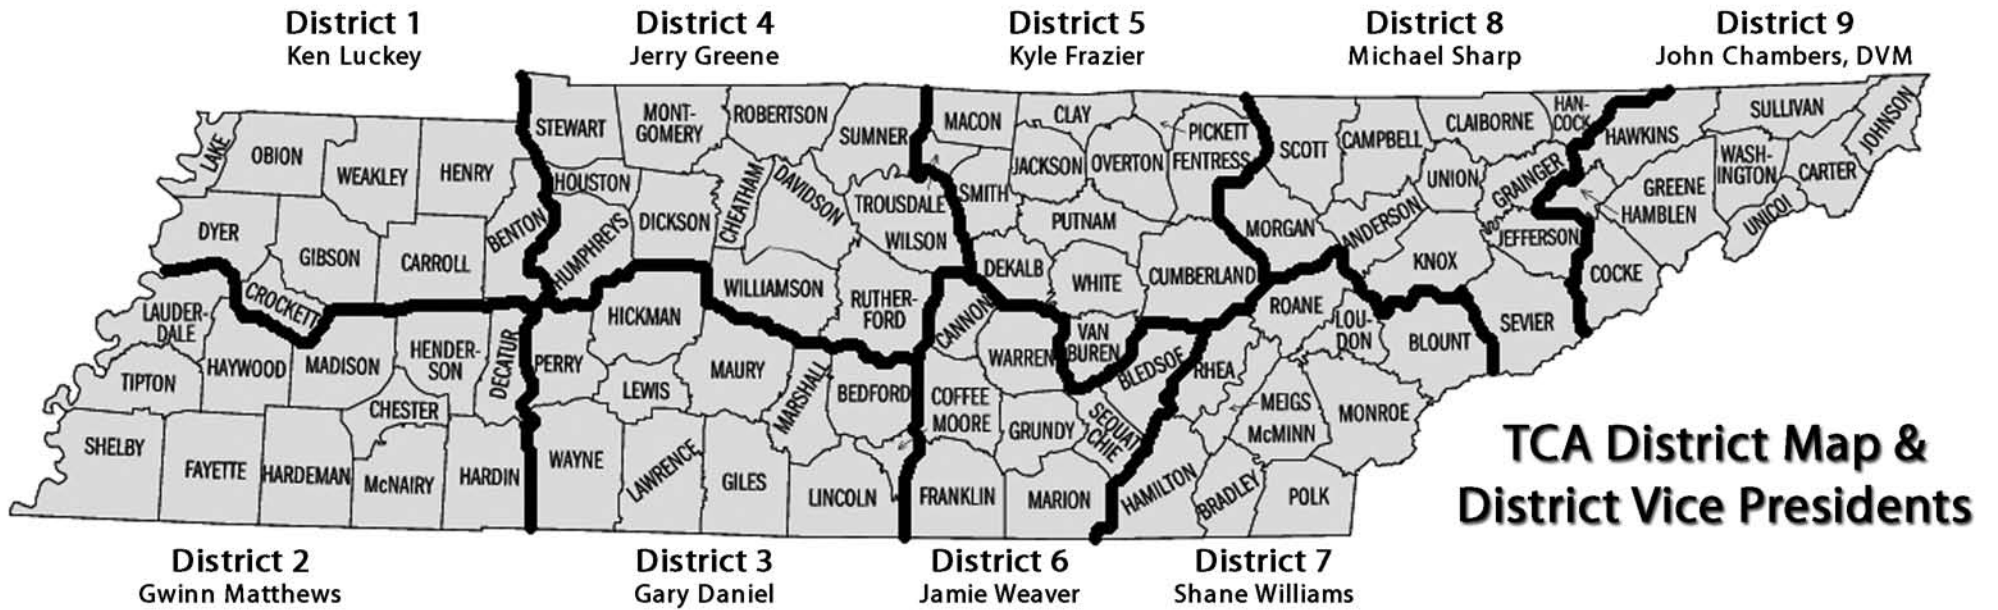 District 1
Ken Luckey
District 4
Jerry Greene
District 5
Kyle Frazier
District 8
Michael Sharp
District 9
John Chambers, DVM
LAKE
OBION
WEAKLEY
HENRY
STEWART
MONT-
GOMERY
ROBERTSON
SUMNER
MACON
CLAY
PICKETT
FENTRESS
SCOTT
CAMPBELL
CLAIBORNE
HAN-
COCK
HAWKINS
SULLIVAN
JOHNSON
DYER
GIBSON
CARROLL
BENTON
HOUSTON
HUMPHREYS
DICKSON
CHEATHAM
DAVIDSON
TROUSDALE
WILSON
SMITH
JACKSON
OVERTON
PUTNAM
MORGAN
ANDERSON
UNION
GRAINGER
JEFFERSON
HAMBLEN
GREENE
WASH-
INGTON
CARTER
UNICOI
LAUDER-
DALE
CROCKETT
HAYWOOD
MADISON
HENDER-
SON
DECATUR
PERRY
HICKMAN
WILLIAMSON
RUTHER-
FORD
CANNON
DEKALB
WHITE
CUMBERLAND
ROANE
LOU-
DON
KNOX
BLOUNT
SEVIER
COCKE
TIPTON
CHESTER
LEWIS
MAURY
MARSHALL
BEDFORD
COFFEE
MOORE
WARREN
VAN
BUREN
BLEDSOE
RHEA
MEIGS
McMINN
MONROE
SHELBY
FAYETTE
HARDEMAN
McNAIRY
HARDIN
WAYNE
LAWRENCE
GILES
LINCOLN
FRANKLIN
GRUNDY
SEQUAT
CHIE
MARION
HAMILTON
BRADLEY
POLK
TCA District Map &
District Vice Presidents
District 2
Gwinn Matthews
District 3
Gary Daniel
District 6
Jamie Weaver
District 7
Shane Williams